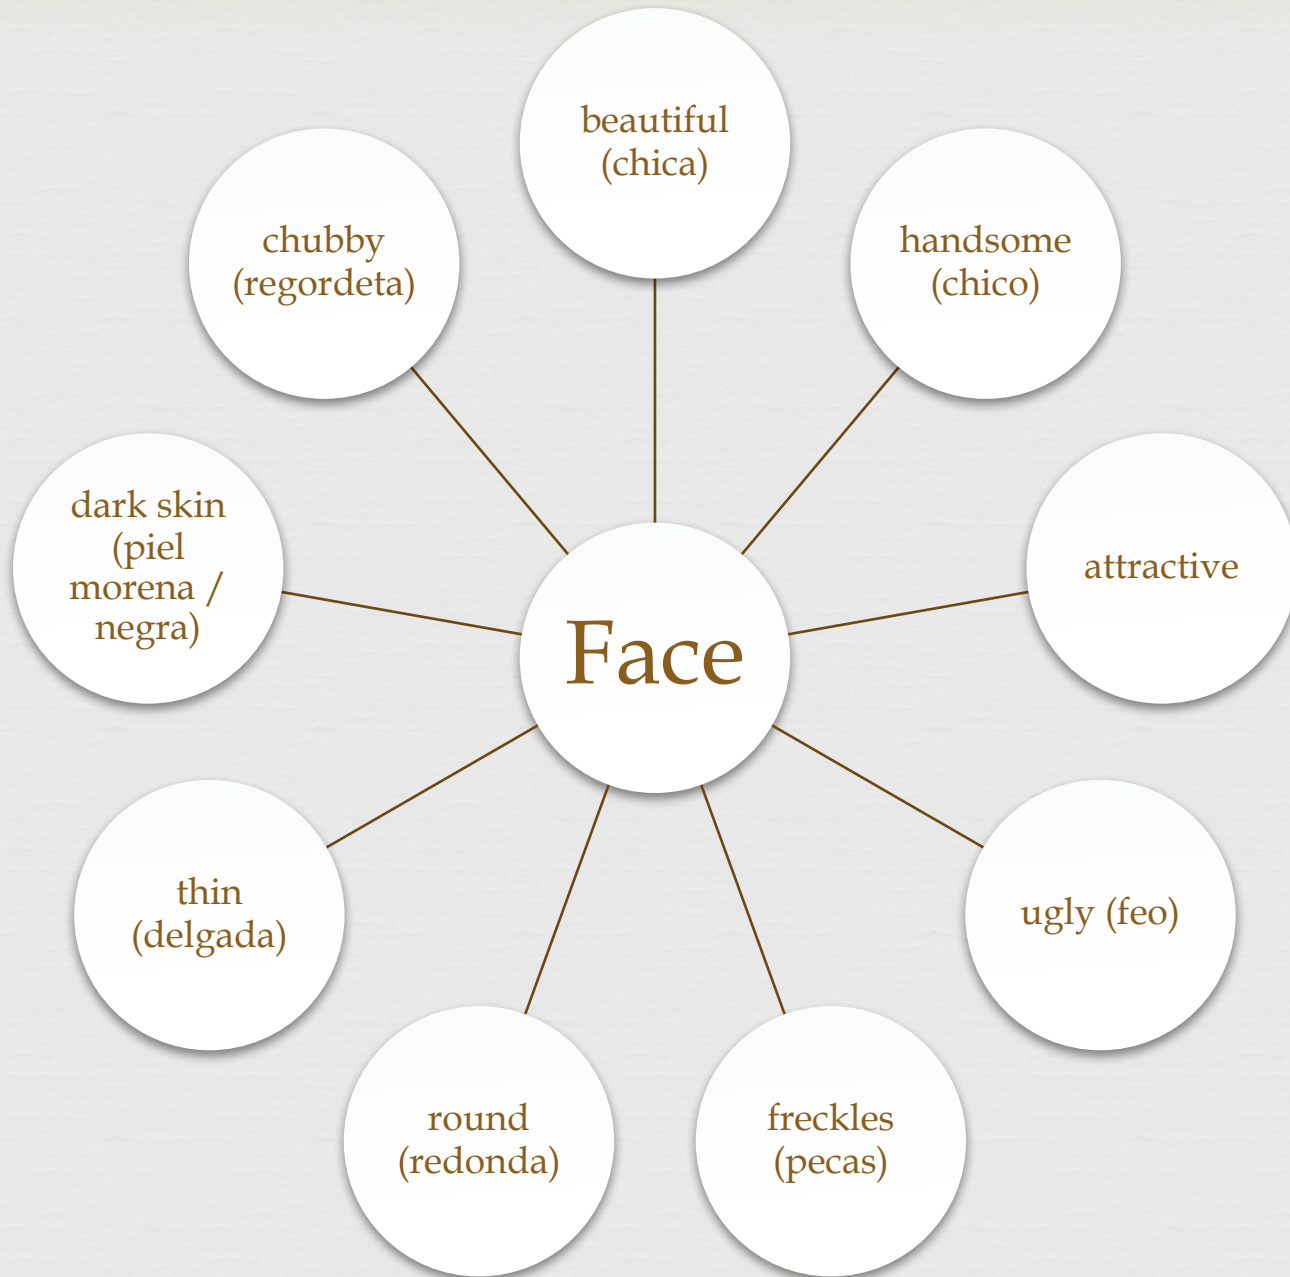 beautiful
(chica)
handsome
(chico)
attractive
ugly (feo)
freckles
(pecas)
round
(redonda)
thin
(delgada)
dark skin
(piel
morena /
negra)
chubby
(regordeta)
Face